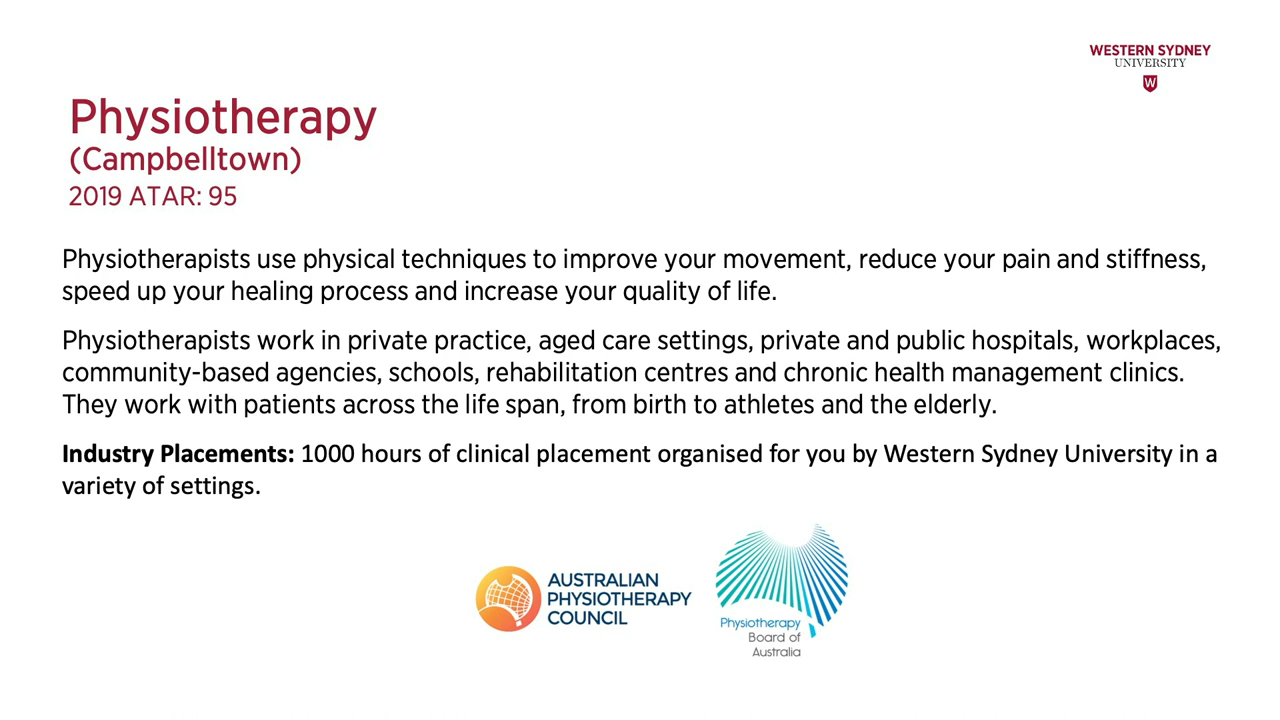 WESTERN SYDNEY
UNIVERSITY
W
Physiotherapy
(Campbelltown)
2019 ATAR: 95
Physiotherapists use physical techniques to improve your movement, reduce your pain and stiffness,
speed up your healing process and increase your quality of life.
Physiotherapists work in private practice, aged care settings, private and public hospitals, workplaces,
community-based agencies, schools, rehabilitation centres and chronic health management clinics.
They work with patients across the life span, from birth to athletes and the elderly.
Industry Placements: 1000 hours of clinical placement organised for you by Western Sydney University in a
variety of settings.
AUSTRALIAN
PHYSIOTHERAPY
COUNCIL
Physiotherapy
Board of
Australia